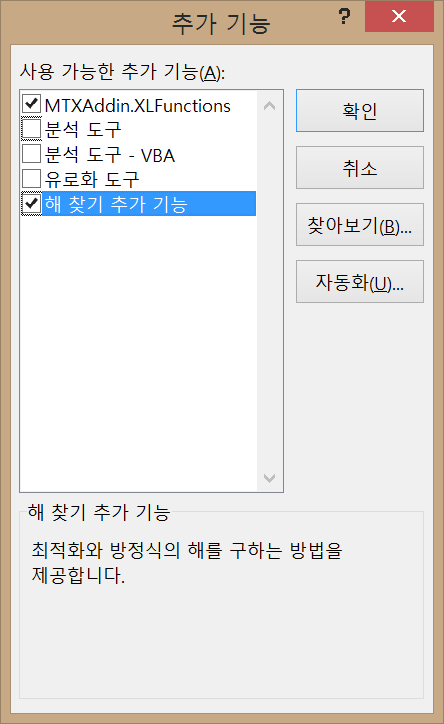 추가 기능
?
사용 가능한 추가 기능(A):
MTXAddin.XLFunctions
분석 도구
분석 도구 - VBA
유로화 도구
해 찾기 추가 기능
확인
취소
찾아보기(B)...
자동화(U)...
해 찾기 추가 기능
최적화와 방정식의 해를 구하는 방법을
제공합니다.